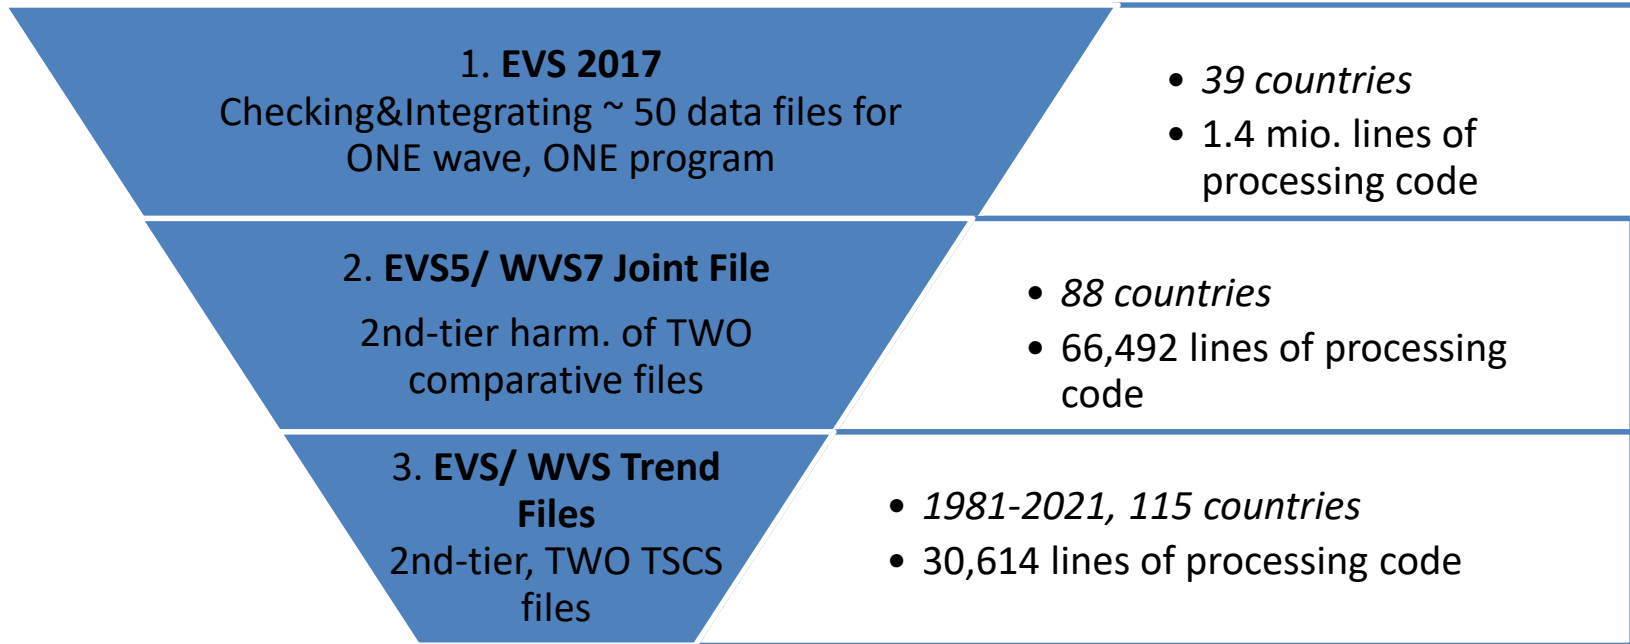 1. EVS 2017
Checking&Integrating ~ 50 data files for
ONE wave, ONE program
• 39 countries
• 1.4 mio. lines of
processing code
2. EVS5/ WVS7 Joint File
2nd-tier harm. of TWO
comparative files
• 88 countries
• 66,492 lines of processing
code
3. EVS/ WVS Trend
Files
2nd-tier, TWO TSCS
files
• 1981-2021, 115 countries
• 30,614 lines of processing code